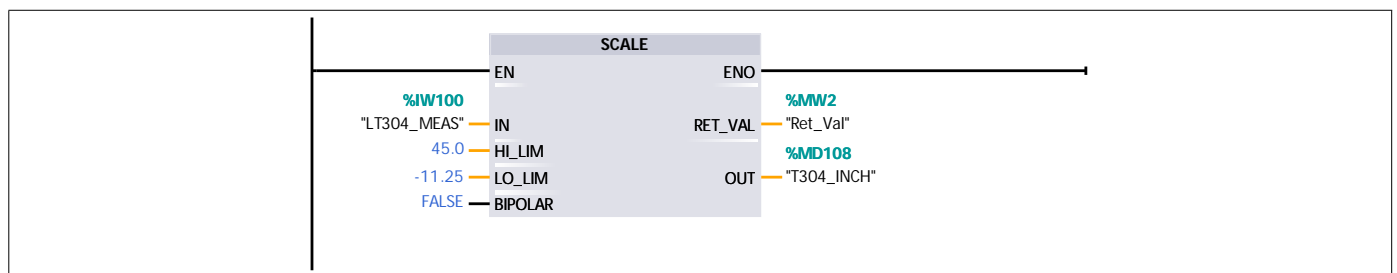 SCALE
EN ENO
%IW100 %MW2
"LT304_MEAS" IN RET_VAL "Ret_Val"
45.0 HI_LIM %MD108
-11.25 LO_LIM OUT "T304_INCH"
FALSE BIPOLAR